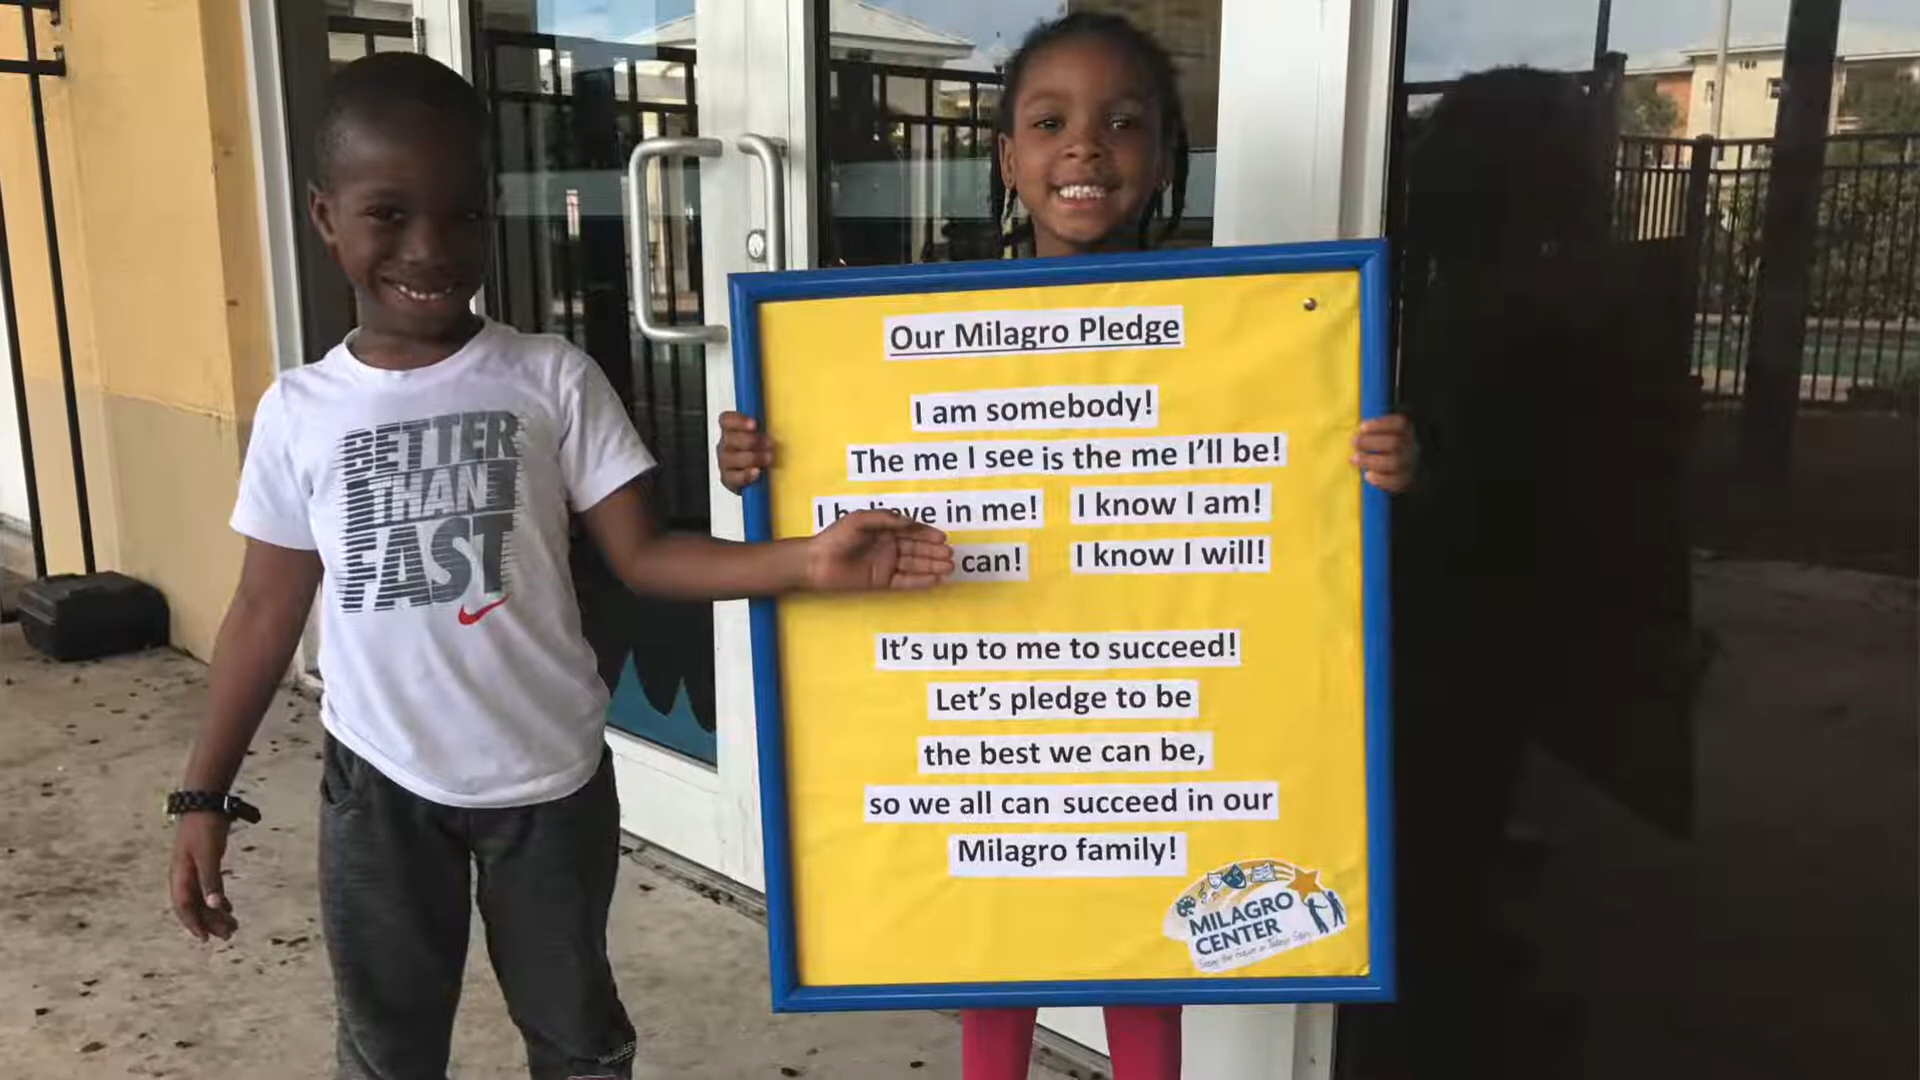 BETTER
THAN
FAST
Our Milagro Pledge
I am somebody!
The me I see is the me I'll be!
I believe in me! I know I am!
can! I know I will!
It's up to me to succeed!
Let's pledge to be
the best we can be,
so we all can succeed in our
Milagro family!
MILAGRO
CENTER